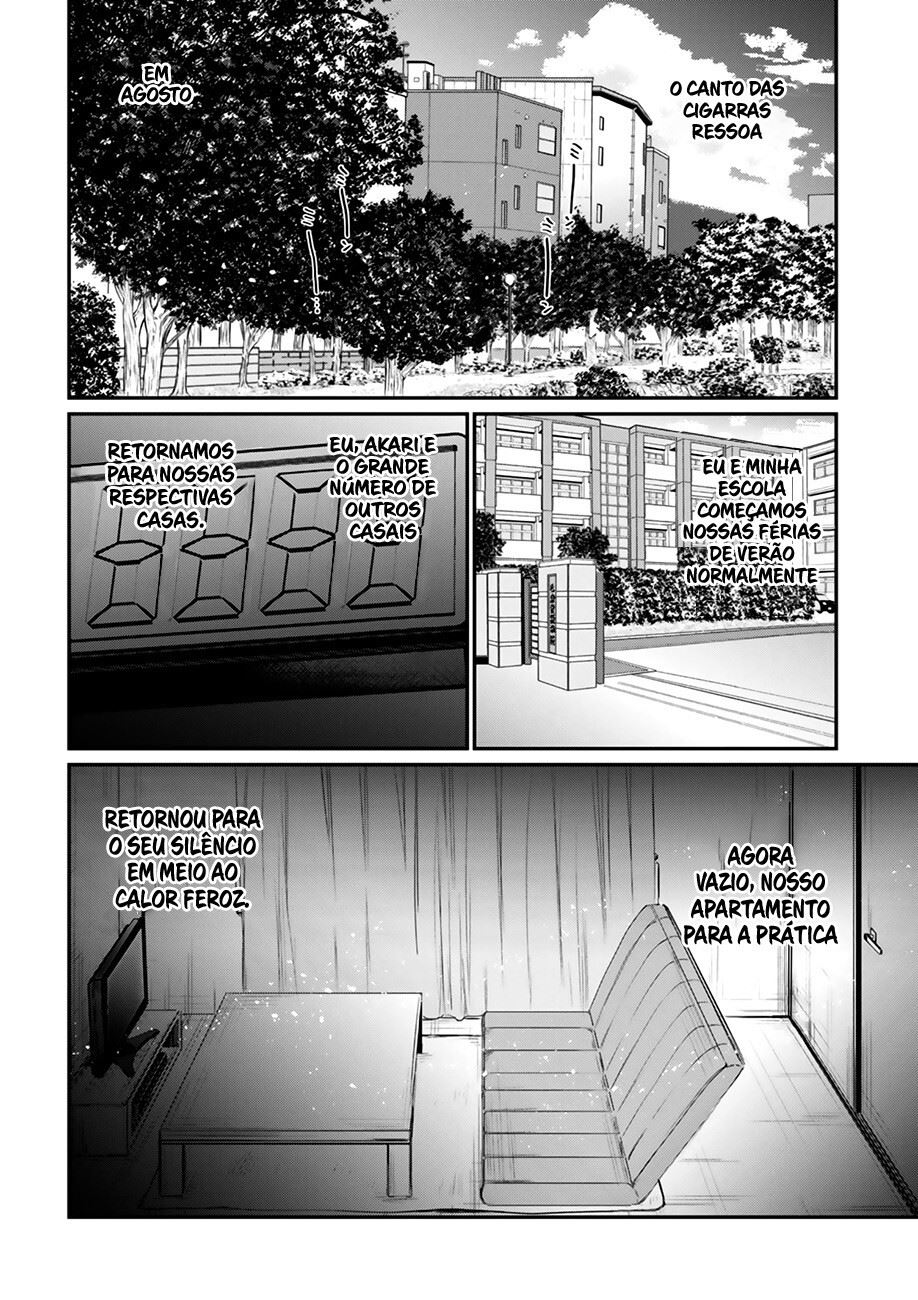 O CANTO DAS
CIGARRAS
RESSOA
EM
AGOSTO
EU E MINHA
ESCOLA
COMEÇAMOS
NOSSAS FÉRIAS
DE VERÃO
NORMALMENTE
EU, AKARI E
O GRANDE
NÚMERO DE
OUTROS
CASAIS
RETORNAMOS
PARA NOSSAS
RESPECTIVAS
CASAS.
AGORA
VAZIO, NOSSO
APARTAMENTO
PARA A PRÁTICA
RETORNOU PARA
O SEU SILÊNCIO
EM MEIO AO
CALOR FEROZ.